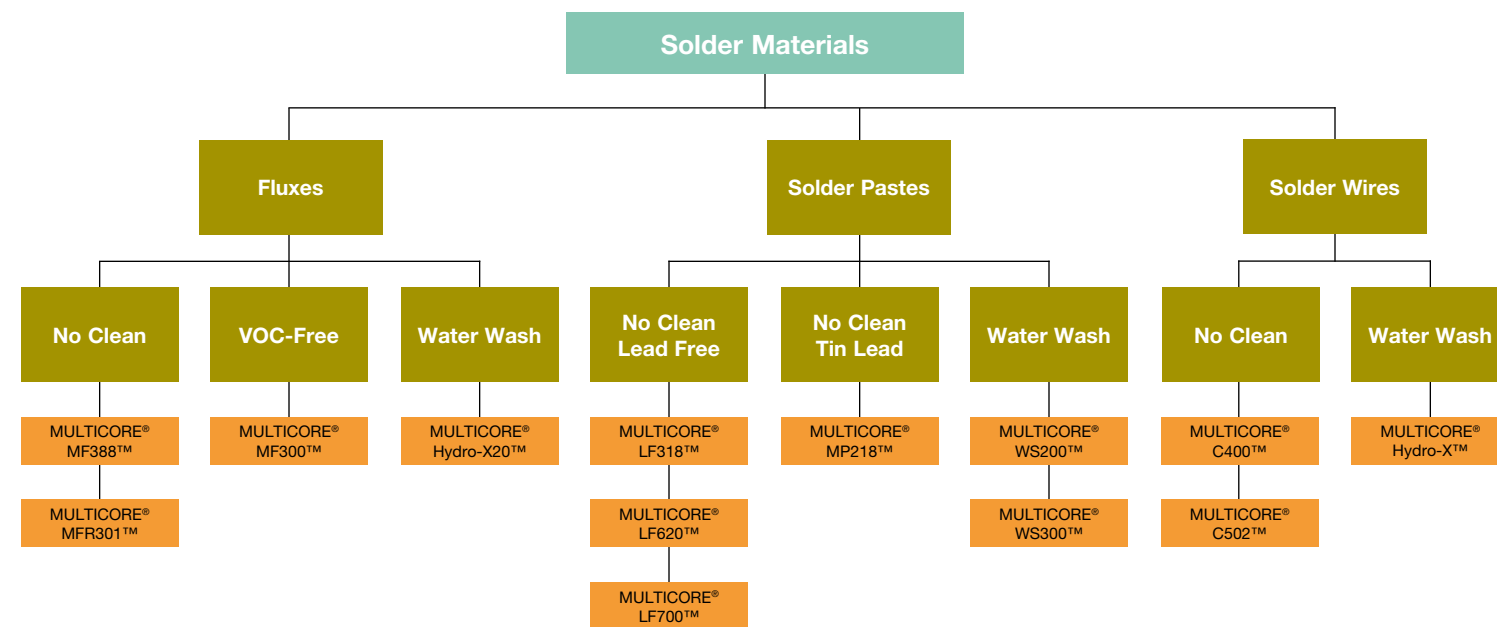 Solder Materials
Fluxes
Solder Pastes
Solder Wires
No Clean
VOC-Free
Water Wash
No Clean
Lead Free
No Clean
Tin Lead
Water Wash
No Clean
Water Wash
MULTICORE®
MF388™
MULTICORE®
MF300™
MULTICORE®
Hydro-X20™
MULTICORE®
LF318™
MULTICORE®
MP218™
MULTICORE®
WS200™
MULTICORE®
C400™
MULTICORE®
Hydro-X™
MULTICORE®
MFR301™
MULTICORE®
LF620™
MULTICORE®
WS300™
MULTICORE®
C502™
MULTICORE®
LF700™